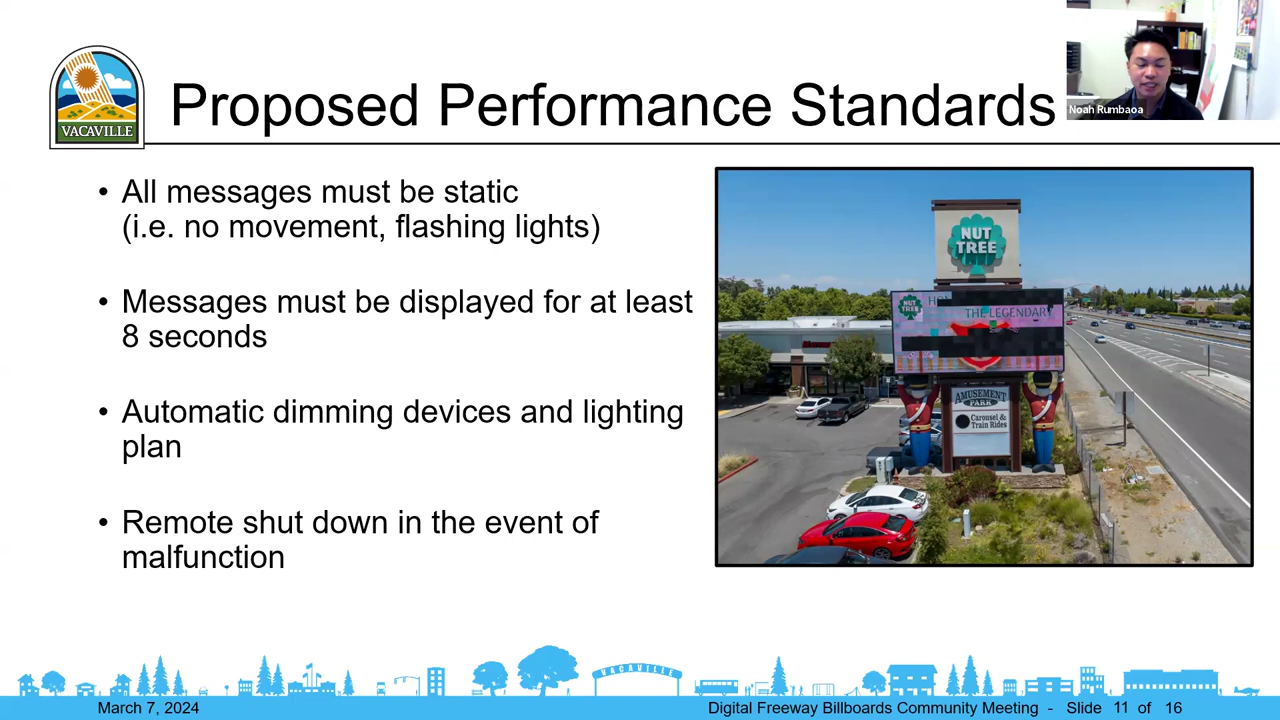 Proposed Performance Standards
Noah Rumbaoa
VACAVILLE
• All messages must be static
(i.e. no movement, flashing lights)
• Messages must be displayed for at least
8 seconds
• Automatic dimming devices and lighting
plan
• Remote shut down in the event of
malfunction
NUT
TREE
NUT
TREE
THE LEGENDARY
AMUSEMENT
PARK
Carousel &
Train Rides
VACAVILLE
March 7, 2024
Digital Freeway Billboards Community Meeting - Slide 11 of 16